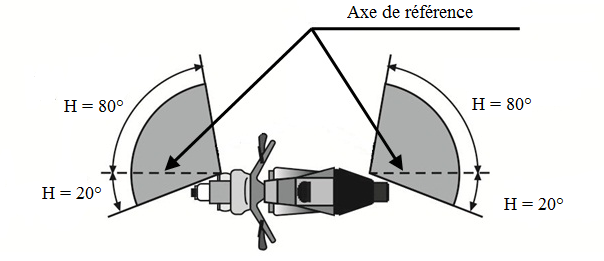 Axe de référence
H = 80°
H = 80°
H = 20°
H = 20°